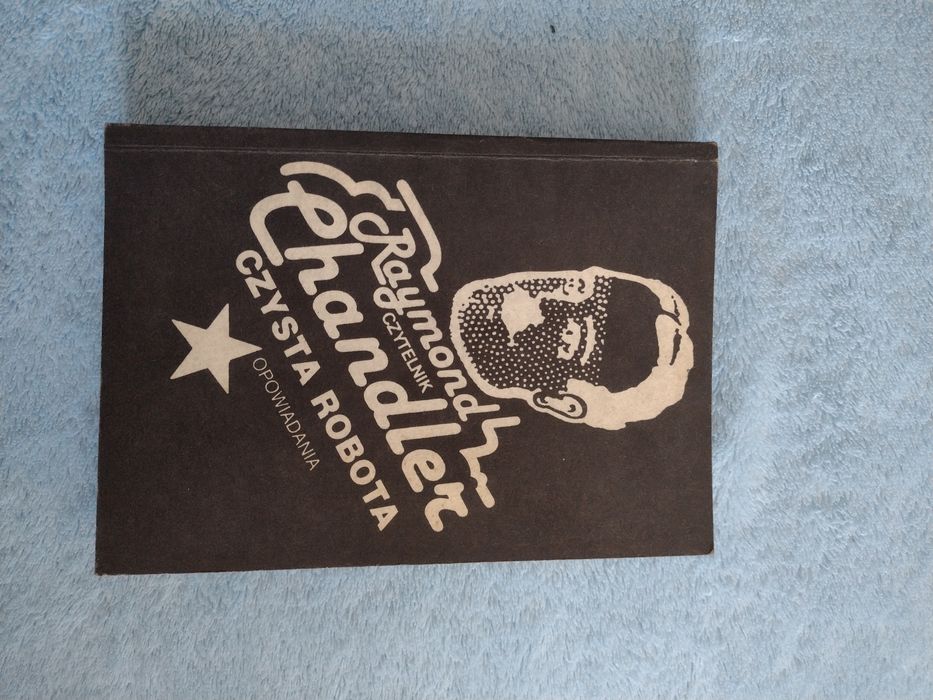 Raymond
CZYTELNIK
Chandler
CZYSTA ROBOTA
OPOWIADANIA